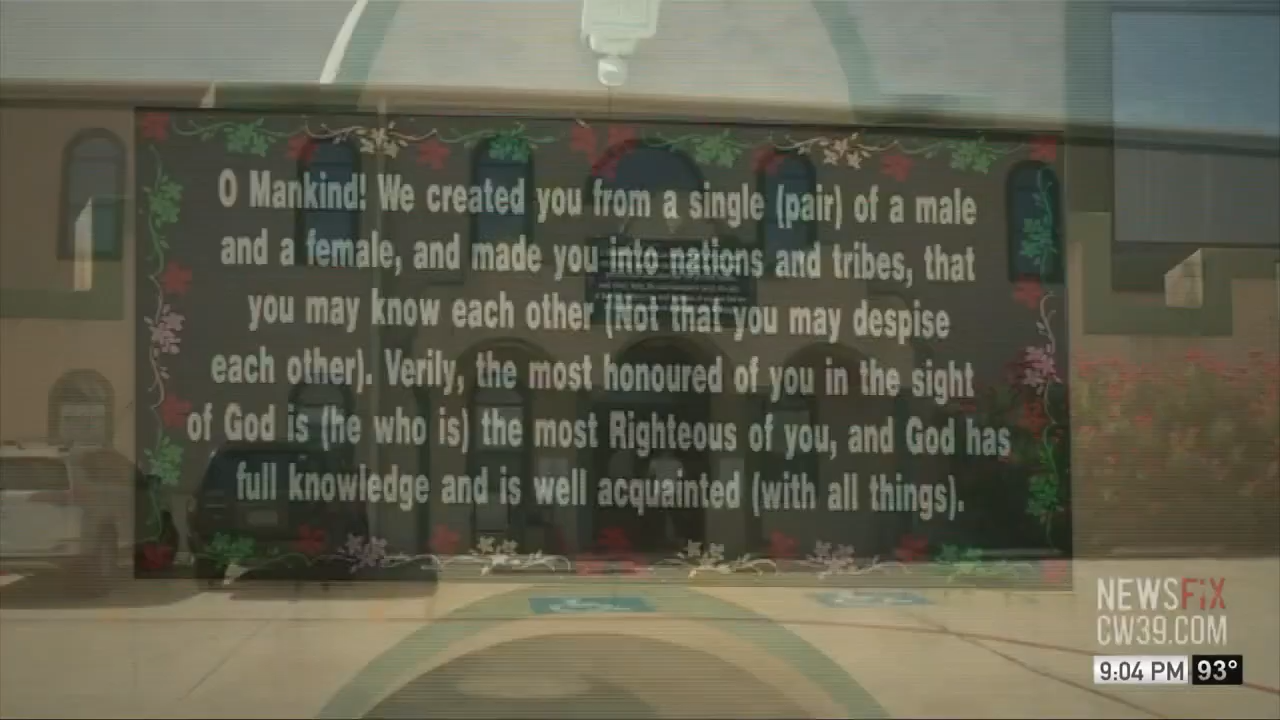 O Mankind! We created you from a single (pair) of a male
and a female, and made you into nations and tribes, that
you may know each other (Not that you may despise
each other). Verily, the most honoured of you in the sight
of God is (he who is) the most Righteous of you, and God has
full knowledge and is well acquainted (with all things).
NEWSFiX
CW39.COM
9:04 PM 93°